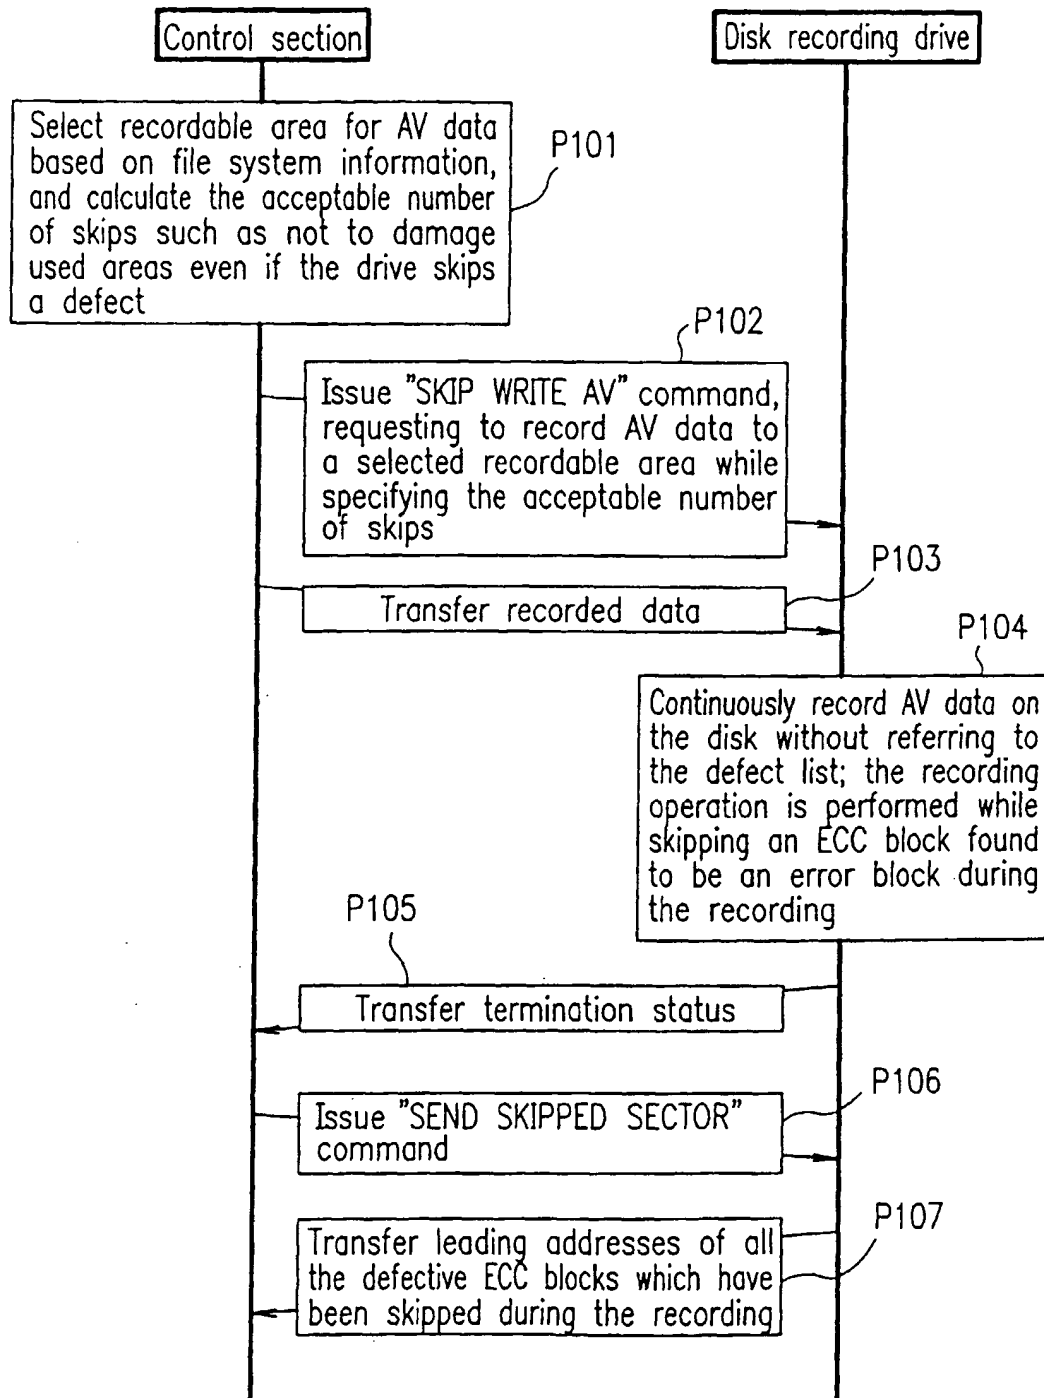 Control section
Disk recording drive
Select recordable area for AV data
based on file system information,
and calculate the acceptable number
of skips such as not to damage
used areas even if the drive skips
a defect
P101
P102
Issue "SKIP WRITE AV" command,
requesting to record AV data to
a selected recordable area while
specifying the acceptable number
of skips
P103
Transfer recorded data
P104
Continuously record AV data on
the disk without referring to
the defect list; the recording
operation is performed while
skipping an ECC block found
to be an error block during
the recording
P105
Transfer termination status
P106
Issue "SEND SKIPPED SECTOR"
command
P107
Transfer leading addresses of all
the defective ECC blocks which have
been skipped during the recording